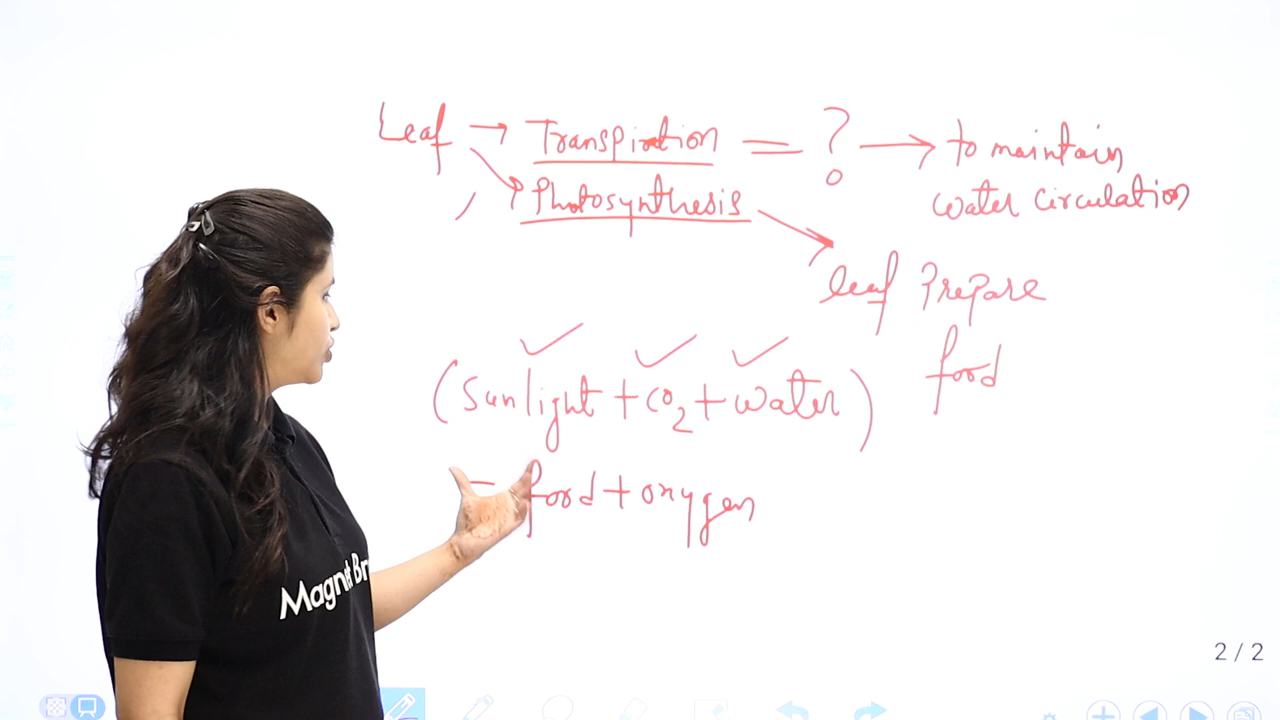 Leaf → Transpiration = ? → to maintain
water circulation
Photosynthesis
leaf prepare
food
(Sunlight + CO2 + Water)
food + oxygen
Magnet Br
2 / 2